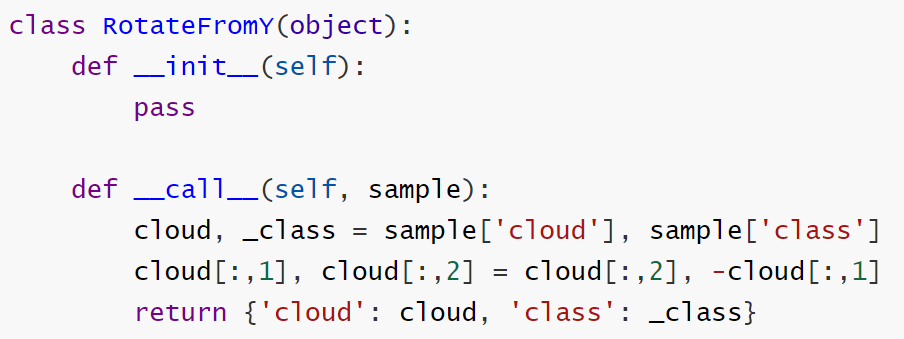 class RotateFromY(object):
    def __init__(self):
        pass

    def __call__(self, sample):
        cloud, _class = sample['cloud'], sample['class']
        cloud[:,1], cloud[:,2] = cloud[:,2], -cloud[:,1]
        return {'cloud': cloud, 'class': _class}